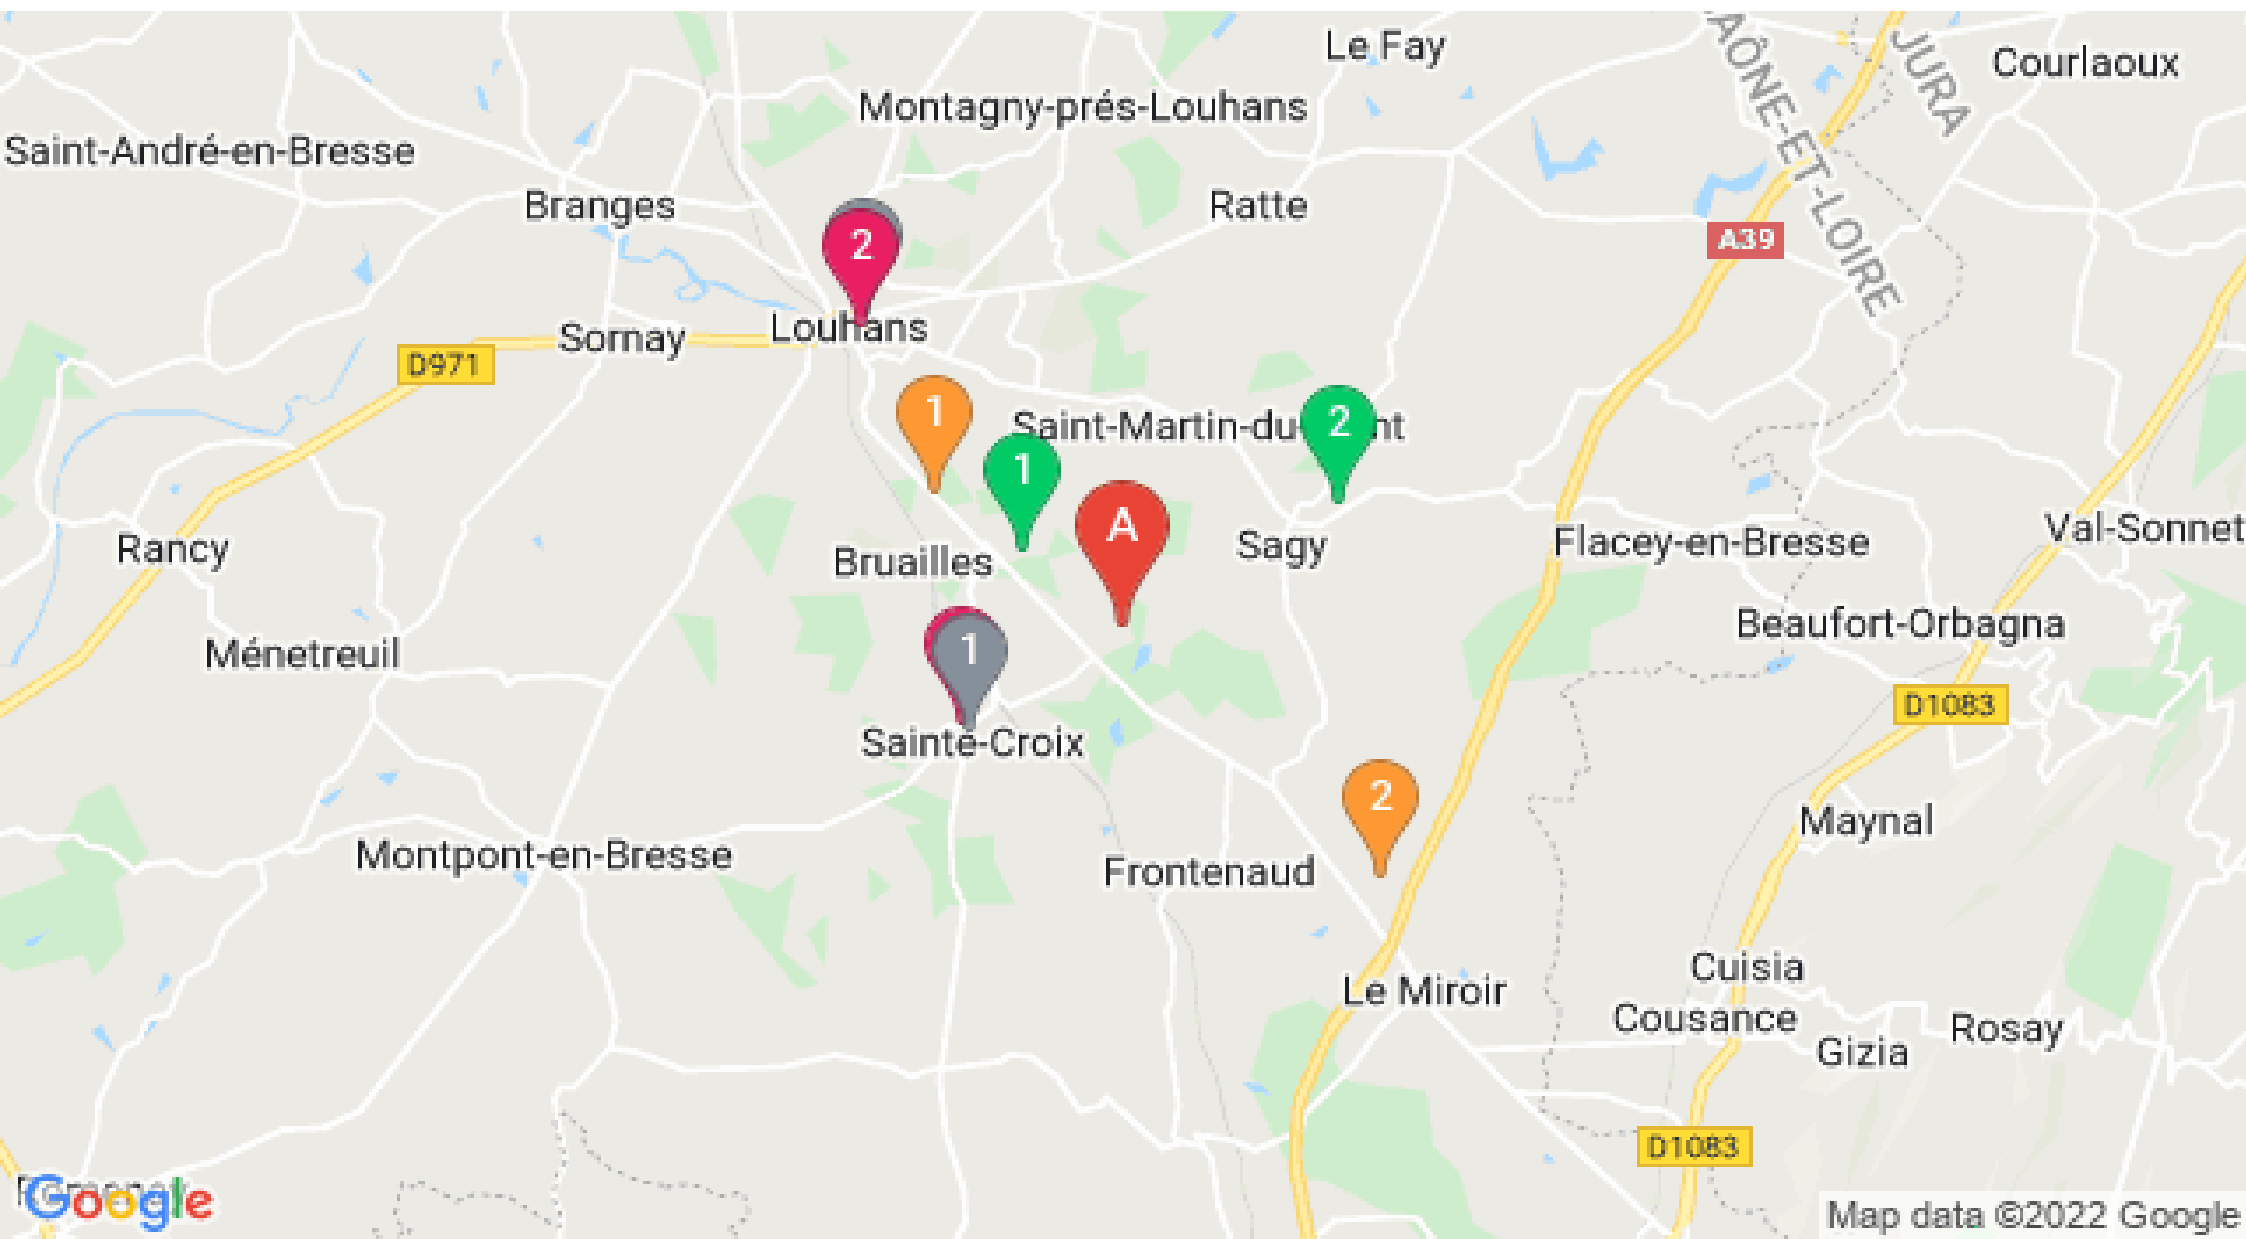 Le Fay
Courlaoux
JURA
AÔNE-ET-LOIRE
Montagny-prés-Louhans
Saint-André-en-Bresse
Branges
Ratte
A39
2
Louhans
Sornay
D971
1
Saint-Martin-du- nt
2
1
A
Rancy
Bruailles
Sagy
Flacey-en-Bresse
Val-Sonnet
Ménetreuil
1
Beaufort-Orbagna
D1083
Sainte-Croix
2
Maynal
Montpont-en-Bresse
Frontenaud
Cuisia
Le Miroir
Cousance
Rosay
Gizia
D1083
Google
Map data ©2022 Google